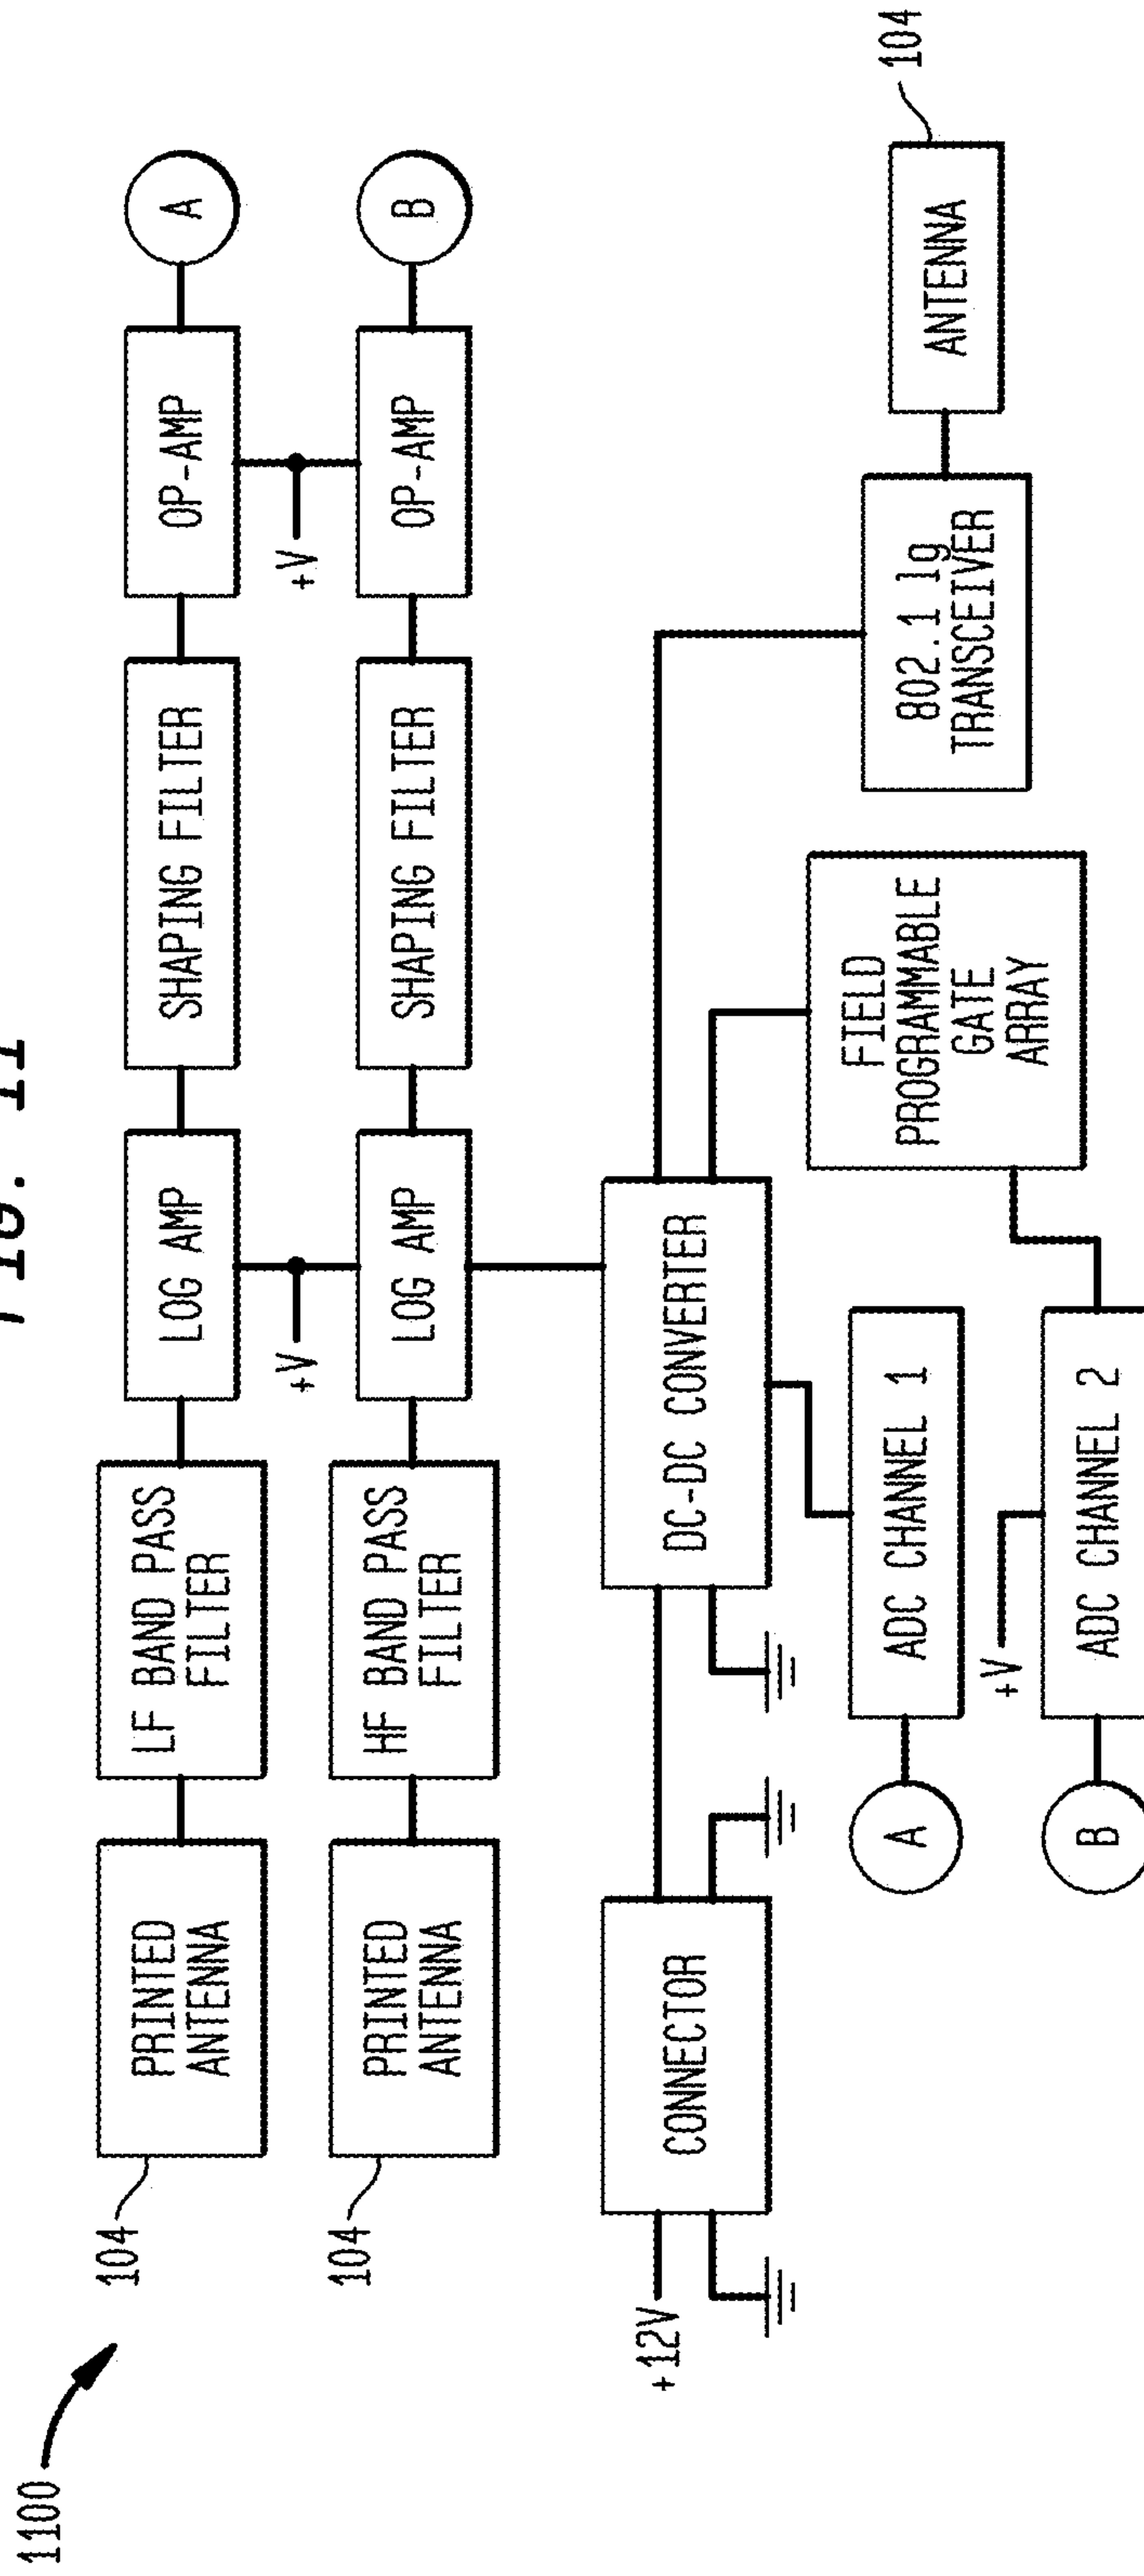 FIG. 11
1100
104
PRINTED
ANTENNA
LF BAND PASS
FILTER
LOG AMP
SHAPING FILTER
OP-AMP
A
+V
+V
104
PRINTED
ANTENNA
HF BAND PASS
FILTER
LOG AMP
SHAPING FILTER
OP-AMP
B
+12V
CONNECTOR
DC-DC CONVERTER
802.1 1g
TRANSCEIVER
ANTENNA
104
FIELD
PROGRAMMABLE
GATE
ARRAY
A
ADC CHANNEL 1
+V
B
ADC CHANNEL 2